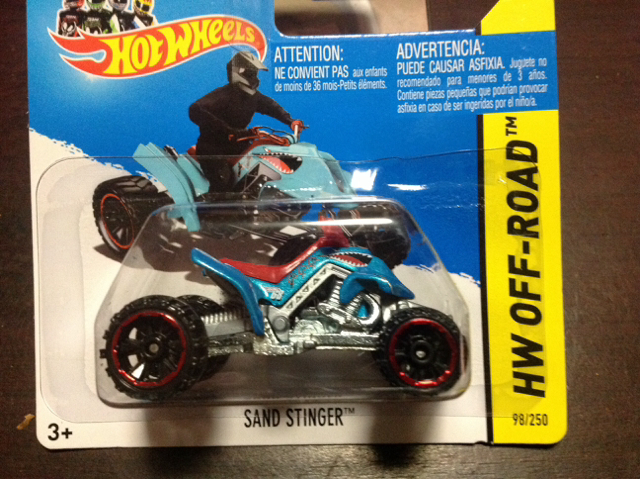 HOT WHEELS
ATTENTION:
NE CONVIENT PAS aux enfants
de moins de 36 mois-Petits éléments.
ADVERTENCIA:
PUEDE CAUSAR ASFIXIA. Juguete no
recomendado para menores de 3 años.
Contiene piezas pequeñas que podrían provocar
asfixia en caso de ser ingeridas por el niño/a.
HW OFF-ROAD™
98/250
SAND STINGER™
3+